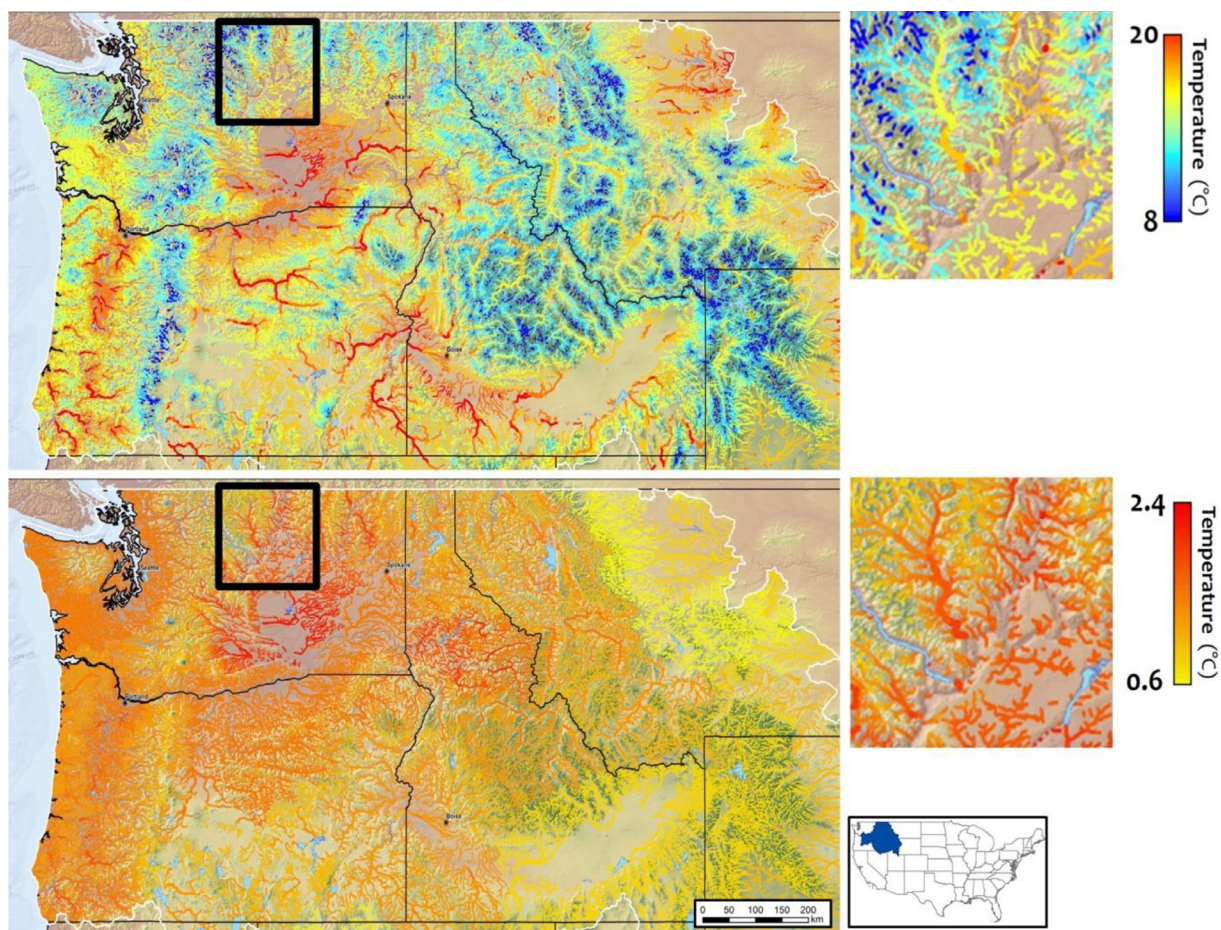 Seattle
Spokane
Portland
Boise
20
8
Temperature (°C)
Seattle
Spokane
Portland
Boise
2.4
0.6
Temperature (°C)
0 50 100 150 200
km